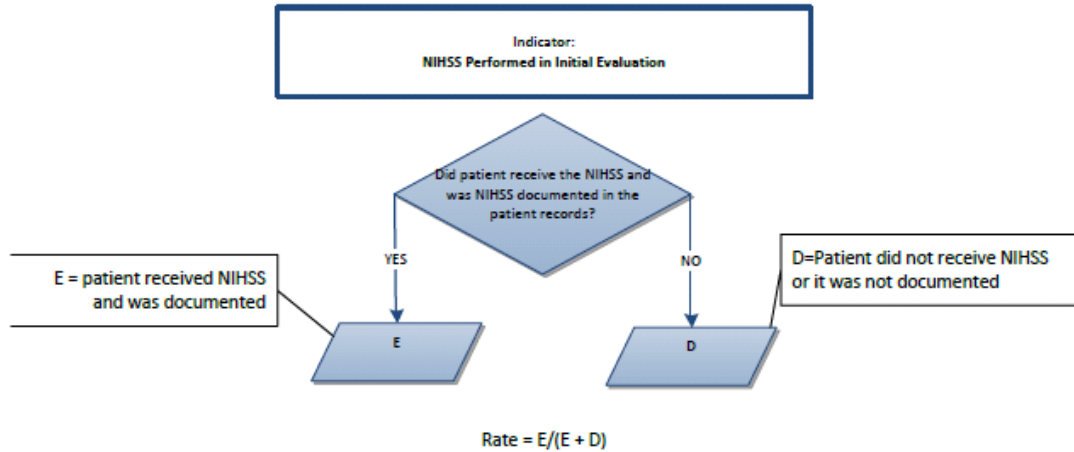 Indicator:
NIHSS Performed in Initial Evaluation
Did patient receive the NIHSS and
was NIHSS documented in the
patient records?
YES
NO
E = patient received NIHSS
and was documented
D=Patient did not receive NIHSS
or it was not documented
E
D
Rate = E/(E + D)